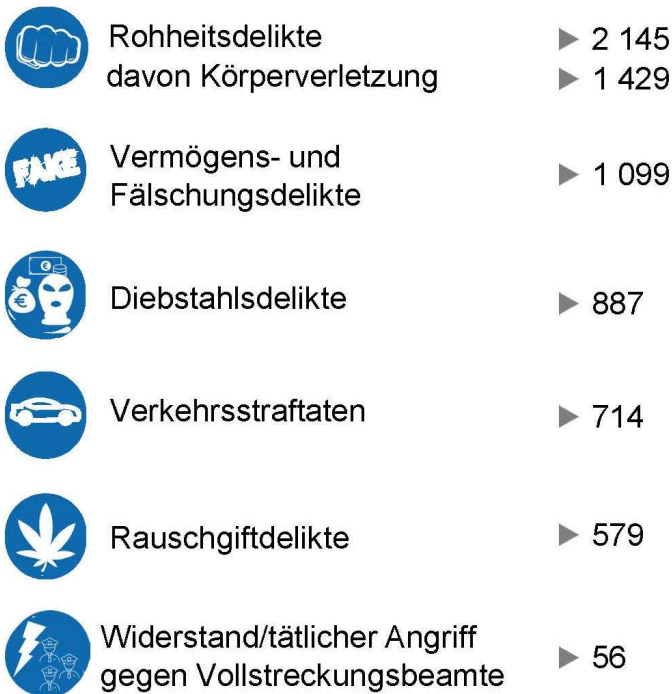 Rohheitsdelikte ▶ 2 145
davon Körperverletzung ▶ 1 429
FAKE
Vermögens- und
Fälschungsdelikte ▶ 1 099
€
€
Diebstahlsdelikte ▶ 887
Verkehrsstraftaten ▶ 714
Rauschgiftdelikte ▶ 579
Widerstand/tätlicher Angriff
gegen Vollstreckungsbeamte ▶ 56